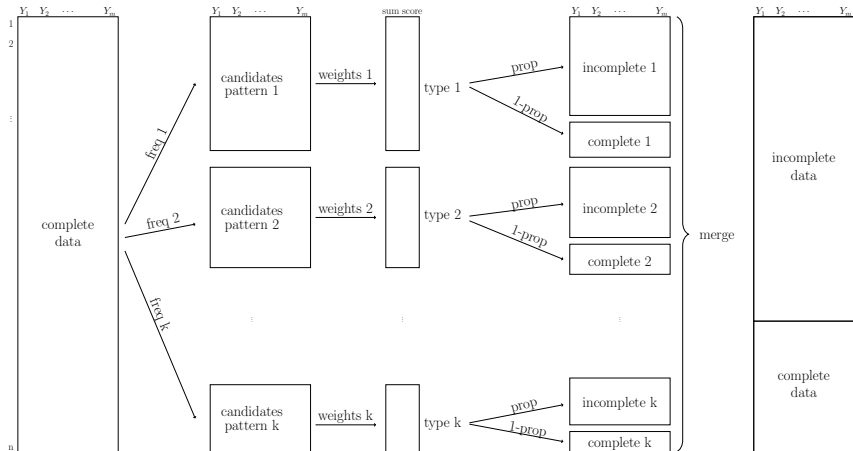 Y1 Y2 ... Ym
1
2
⋮
n
complete
data
freq 1
freq 2
freq k
Y1 Y2 ... Ym
candidates
pattern 1
candidates
pattern 2
⋮
candidates
pattern k
weights 1
weights 2
weights k
sum score
⋮
type 1
type 2
type k
prop
1-prop
prop
1-prop
prop
1-prop
Y1 Y2 ... Ym
incomplete 1
complete 1
incomplete 2
complete 2
⋮
incomplete k
complete k
merge
Y1 Y2 ... Ym
incomplete
data
complete
data